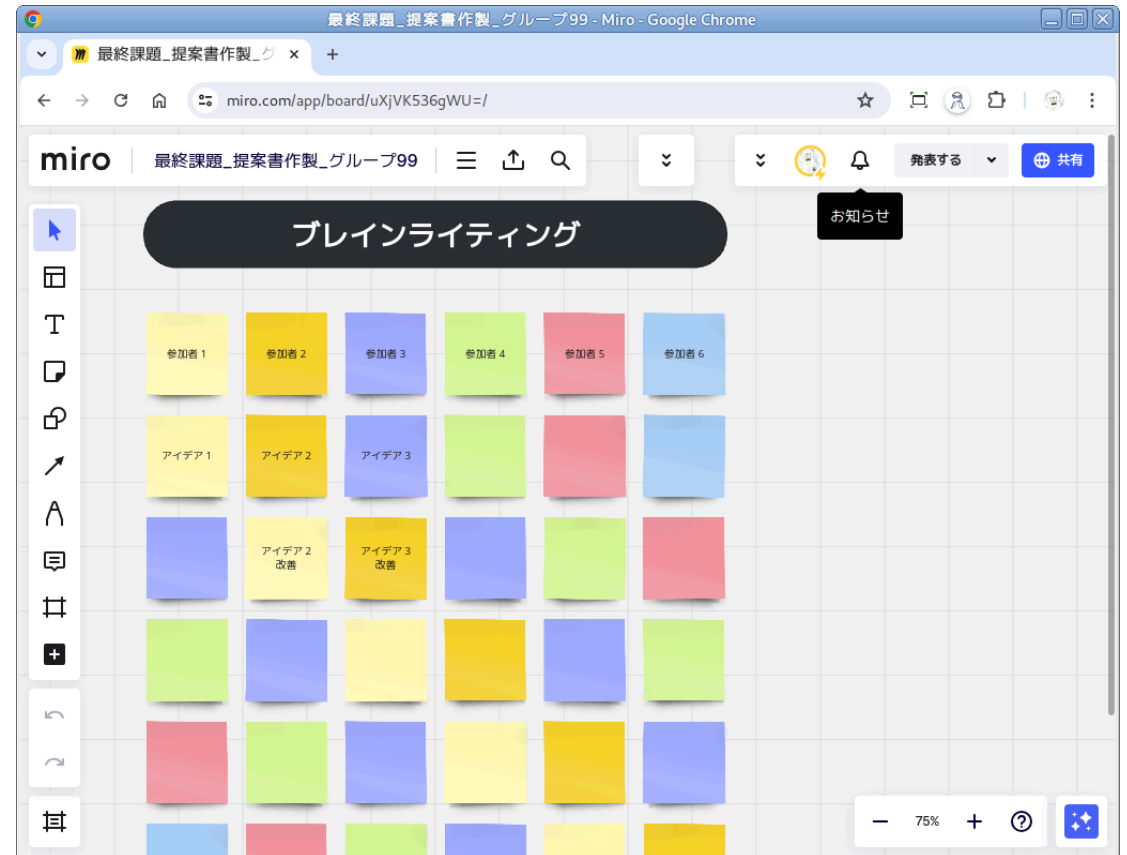 最終課題_提案書作製_グループ99 - Miro - Google Chrome
最終課題_提案書作製_グ
miro.com/app/board/uXjVK536gWU=/
miro
最終課題_提案書作製_グループ99
発表する
共有
お知らせ
ブレインライティング
参加者 1
参加者 2
参加者 3
参加者 4
参加者 5
参加者 6
アイデア 1
アイデア 2
アイデア 3
アイデア 2
改善
アイデア 3
改善
75%